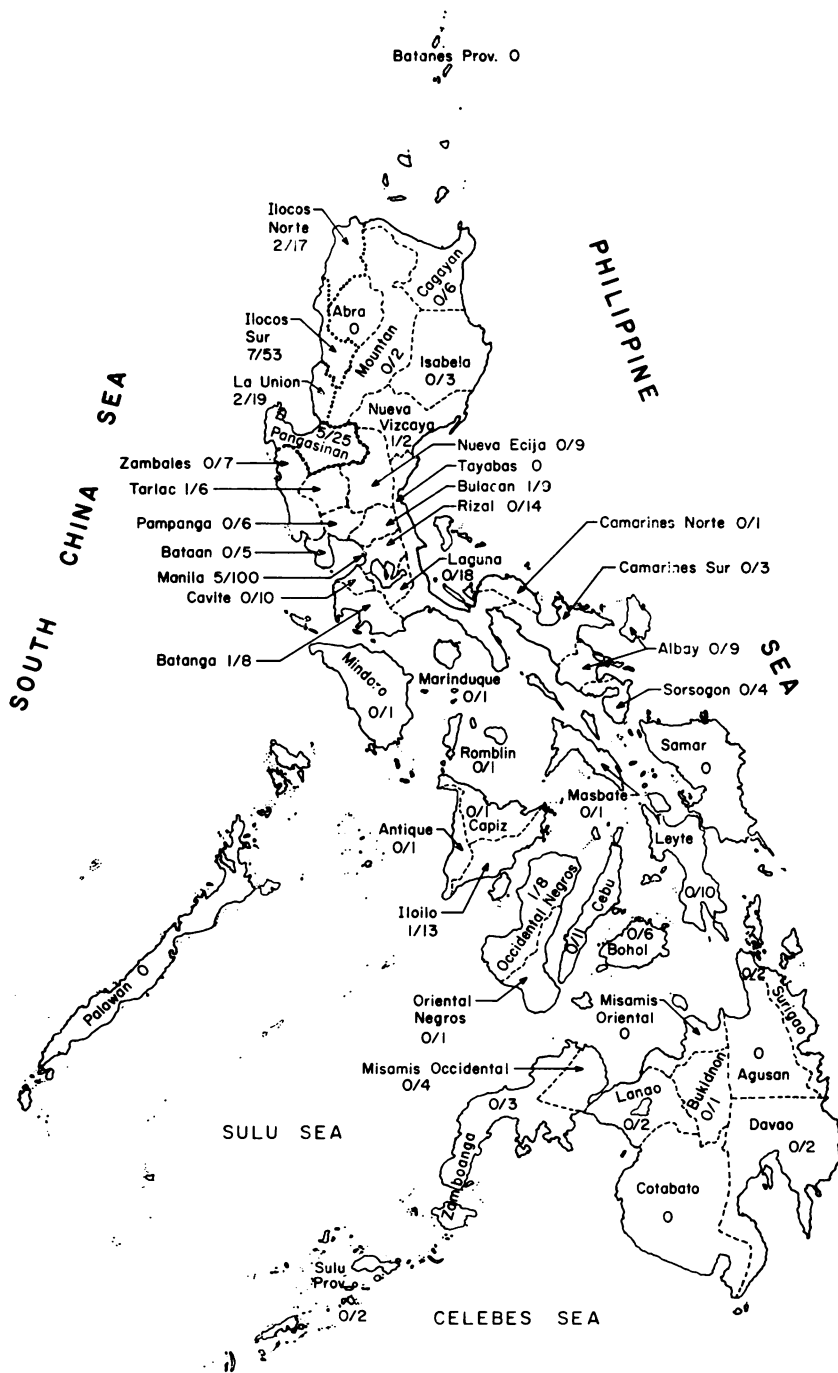 Batanes Prov. 0
Ilocos
Norte
2/17
Cagayan
0/6
PHILIPPINE
SEA
Abra
0
Ilocos
Sur
7/53
Mountan
0/2
Isabela
0/3
La Union
2/19
SOUTH CHINA SEA
Nueva
Vizcaya
1/2
5/25
Pangasinan
Nueva Ecija 0/9
Zambales 0/7
Tayabas 0
Tarlac 1/6
Bulacan 1/9
Rizal 0/14
Pampanga 0/6
Camarines Norte 0/1
Bataan 0/5
Laguna
0/18
Camarines Sur 0/3
Manila 5/100
Cavite 0/10
Albay 0/9
Batanga 1/8
Mindoro
0/1
Marinduque
0/1
Sorsogon 0/4
Romblin
0/1
Samar
0
Masbate
0/1
0/1
Capiz
Antique
0/1
Leyte
0/10
Iloilo
1/13
1/8
Occidental Negros
Cebu
0/11
0/6
Bohol
Palawan 0
Oriental
Negros
0/1
Misamis
Oriental
0
0/2
Surigao
Misamis Occidental
0/4
0
Agusan
Bukidnon
0/1
Lanao
0/2
0/3
Zamboanga
Davao
0/2
SULU SEA
Cotabato
0
Sulu
Prov.
0/2
CELEBES SEA